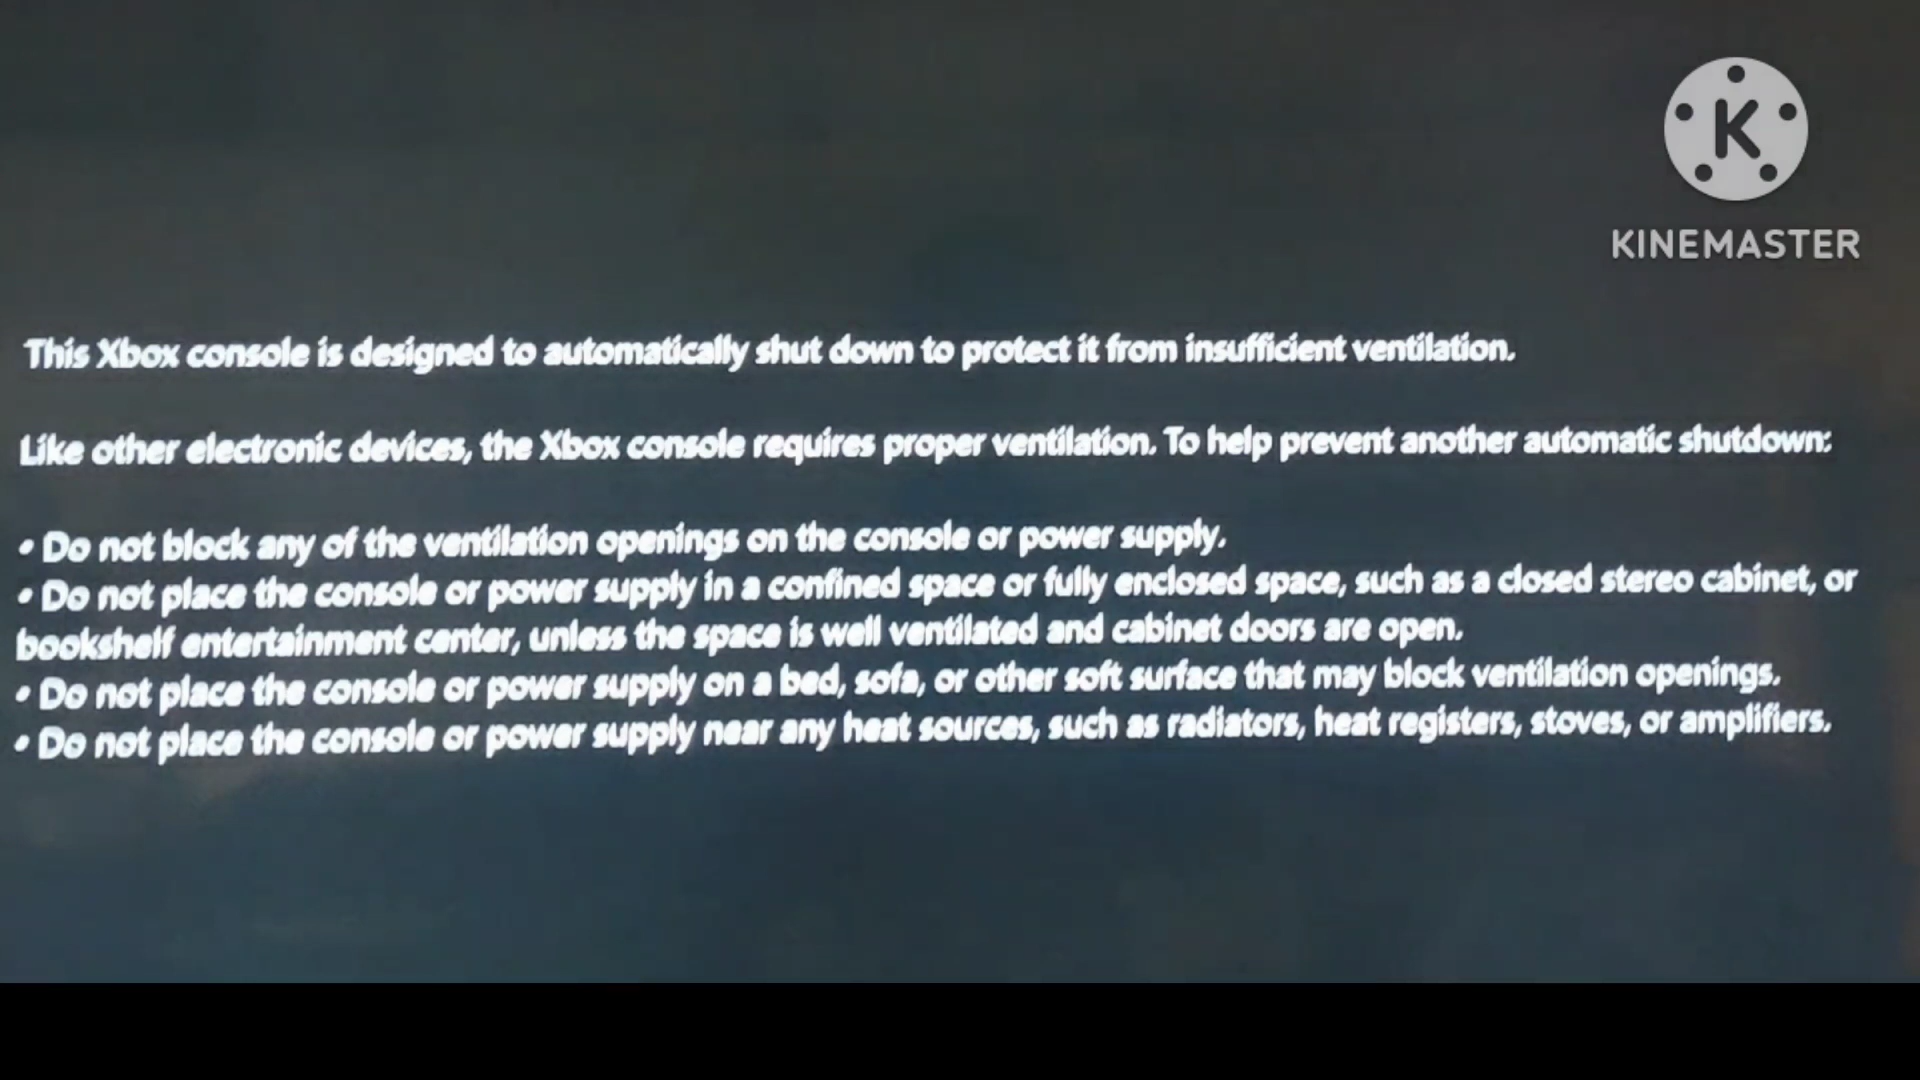 K
KINEMASTER
This Xbox console is designed to automatically shut down to protect it from insufficient ventilation.
Like other electronic devices, the Xbox console requires proper ventilation. To help prevent another automatic shutdown:
• Do not block any of the ventilation openings on the console or power supply.
• Do not place the console or power supply in a confined space or fully enclosed space, such as a closed stereo cabinet, or
bookshelf entertainment center, unless the space is well ventilated and cabinet doors are open.
• Do not place the console or power supply on a bed, sofa, or other soft surface that may block ventilation openings.
• Do not place the console or power supply near any heat sources, such as radiators, heat registers, stoves, or amplifiers.